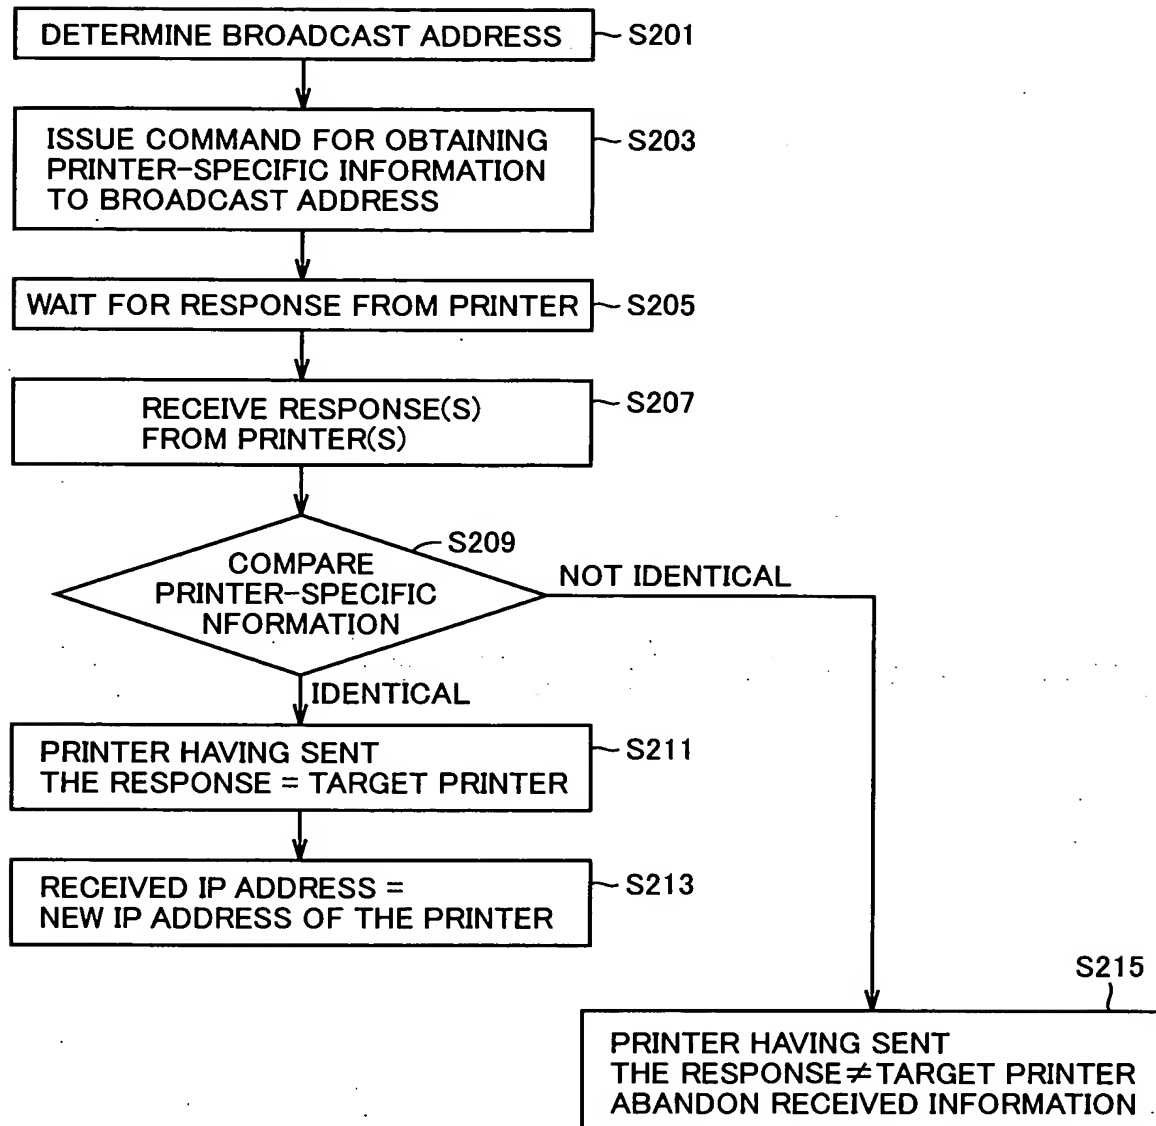 DETERMINE BROADCAST ADDRESS
S201
ISSUE COMMAND FOR OBTAINING
PRINTER-SPECIFIC INFORMATION
TO BROADCAST ADDRESS
S203
WAIT FOR RESPONSE FROM PRINTER
S205
RECEIVE RESPONSE(S)
FROM PRINTER(S)
S207
S209
COMPARE
PRINTER-SPECIFIC
NFORMATION
NOT IDENTICAL
IDENTICAL
PRINTER HAVING SENT
THE RESPONSE = TARGET PRINTER
S211
RECEIVED IP ADDRESS =
NEW IP ADDRESS OF THE PRINTER
S213
S215
PRINTER HAVING SENT
THE RESPONSE≠TARGET PRINTER
ABANDON RECEIVED INFORMATION